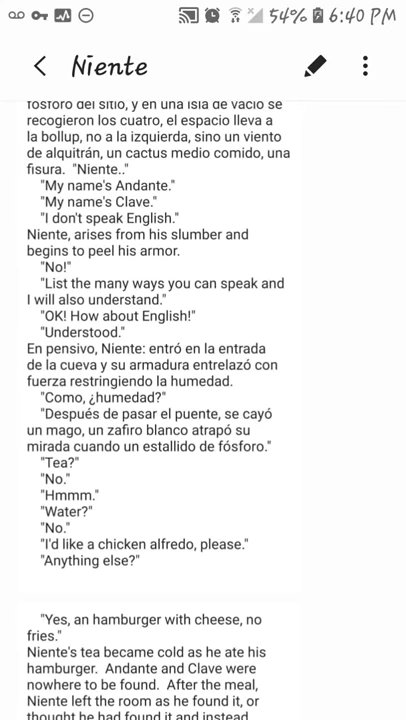 54% 6:40 PM
Niente
fósforo del sitio, y en una isla de vacío se
recogieron los cuatro, el espacio lleva a
la bollup, no a la izquierda, sino un viento
de alquitrán, un cactus medio comido, una
fisura.  "Niente.."
"My name's Andante."
"My name's Clave."
"I don't speak English."
Niente, arises from his slumber and
begins to peel his armor.
"No!"
"List the many ways you can speak and
I will also understand."
"OK! How about English!"
"Understood."
En pensivo, Niente: entró en la entrada
de la cueva y su armadura entrelazó con
fuerza restringiendo la humedad.
"Como, ¿humedad?"
"Después de pasar el puente, se cayó
un mago, un zafiro blanco atrapó su
mirada cuando un estallido de fósforo."
"Tea?"
"No."
"Hmmm."
"Water?"
"No."
"I'd like a chicken alfredo, please."
"Anything else?"
"Yes, an hamburger with cheese, no
fries."
Niente's tea became cold as he ate his
hamburger.  Andante and Clave were
nowhere to be found.  After the meal,
Niente left the room as he found it, or
thought he had found it and instead